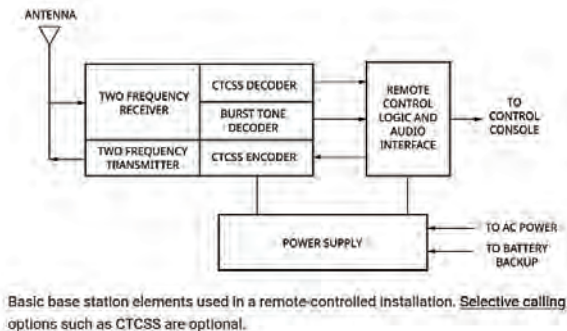 ANTENNA
TWO FREQUENCY
RECEIVER
CTCSS DECODER
BURST TONE
DECODER
TWO FREQUENCY
TRANSMITTER
CTCSS ENCODER
REMOTE
CONTROL
LOGIC AND
AUDIO
INTERFACE
TO
CONTROL
CONSOLE
POWER SUPPLY
TO AC POWER
TO BATTERY
BACKUP
Basic base station elements used in a remote-controlled installation. Selective calling
options such as CTCSS are optional.